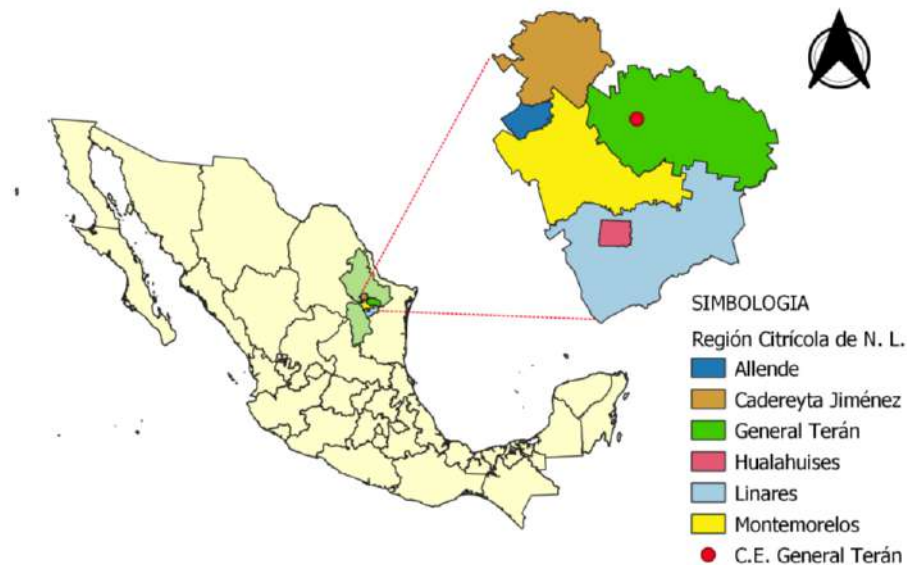 SIMBOLOGIA
Región Citrícola de N. L.
Allende
Cadereyta Jiménez
General Terán
Hualahuises
Linares
Montemorelos
C.E. General Terán